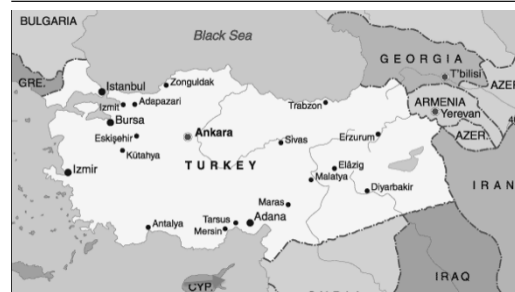 BULGARIA
Black Sea
GEORGIA
T'bilisi
GRE.
Istanbul
Zonguldak
AZER
Izmit
Adapazari
Trabzon
ARMENIA
Yerevan
Bursa
AZER.
Eskişehir
Ankara
Sivas
Erzurum
Kütahya
TURKEY
Elâzig
Izmir
Malatya
IRAN
Diyarbakir
Maras
Antalya
Tarsus
Adana
Mersin
IRAQ
CYP.